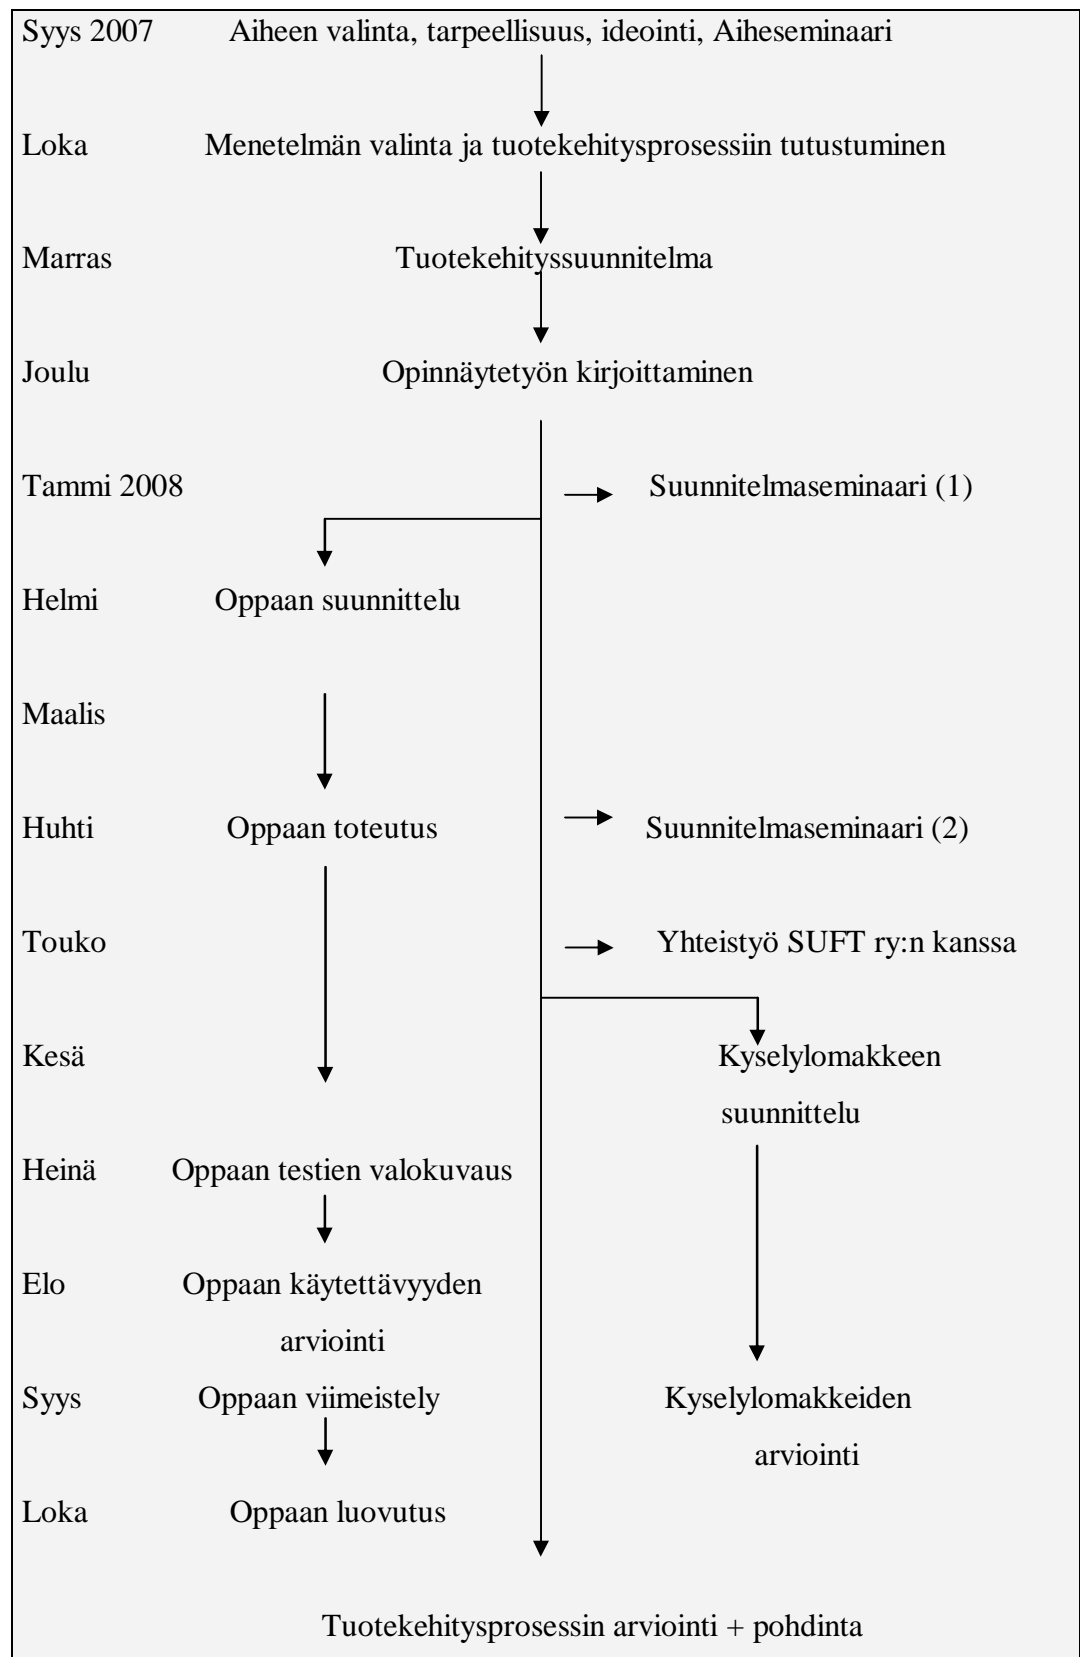 Syys 2007 Aiheen valinta, tarpeellisuus, ideointi, Aiheseminaari
Loka Menetelmän valinta ja tuotekehitysprosessiin tutustuminen
Marras Tuotekehityssuunnitelma
Joulu Opinnäytetyön kirjoittaminen
Tammi 2008 Suunnitelmaseminaari (1)
Helmi Oppaan suunnittelu
Maalis
Huhti Oppaan toteutus Suunnitelmaseminaari (2)
Touko Yhteistyö SUFT ry:n kanssa
Kesä Kyselylomakkeen
suunnittelu
Heinä Oppaan testien valokuvaus
Elo Oppaan käytettävyyden
arviointi
Syys Oppaan viimeistely Kyselylomakkeiden
arviointi
Loka Oppaan luovutus
Tuotekehitysprosessin arviointi + pohdinta